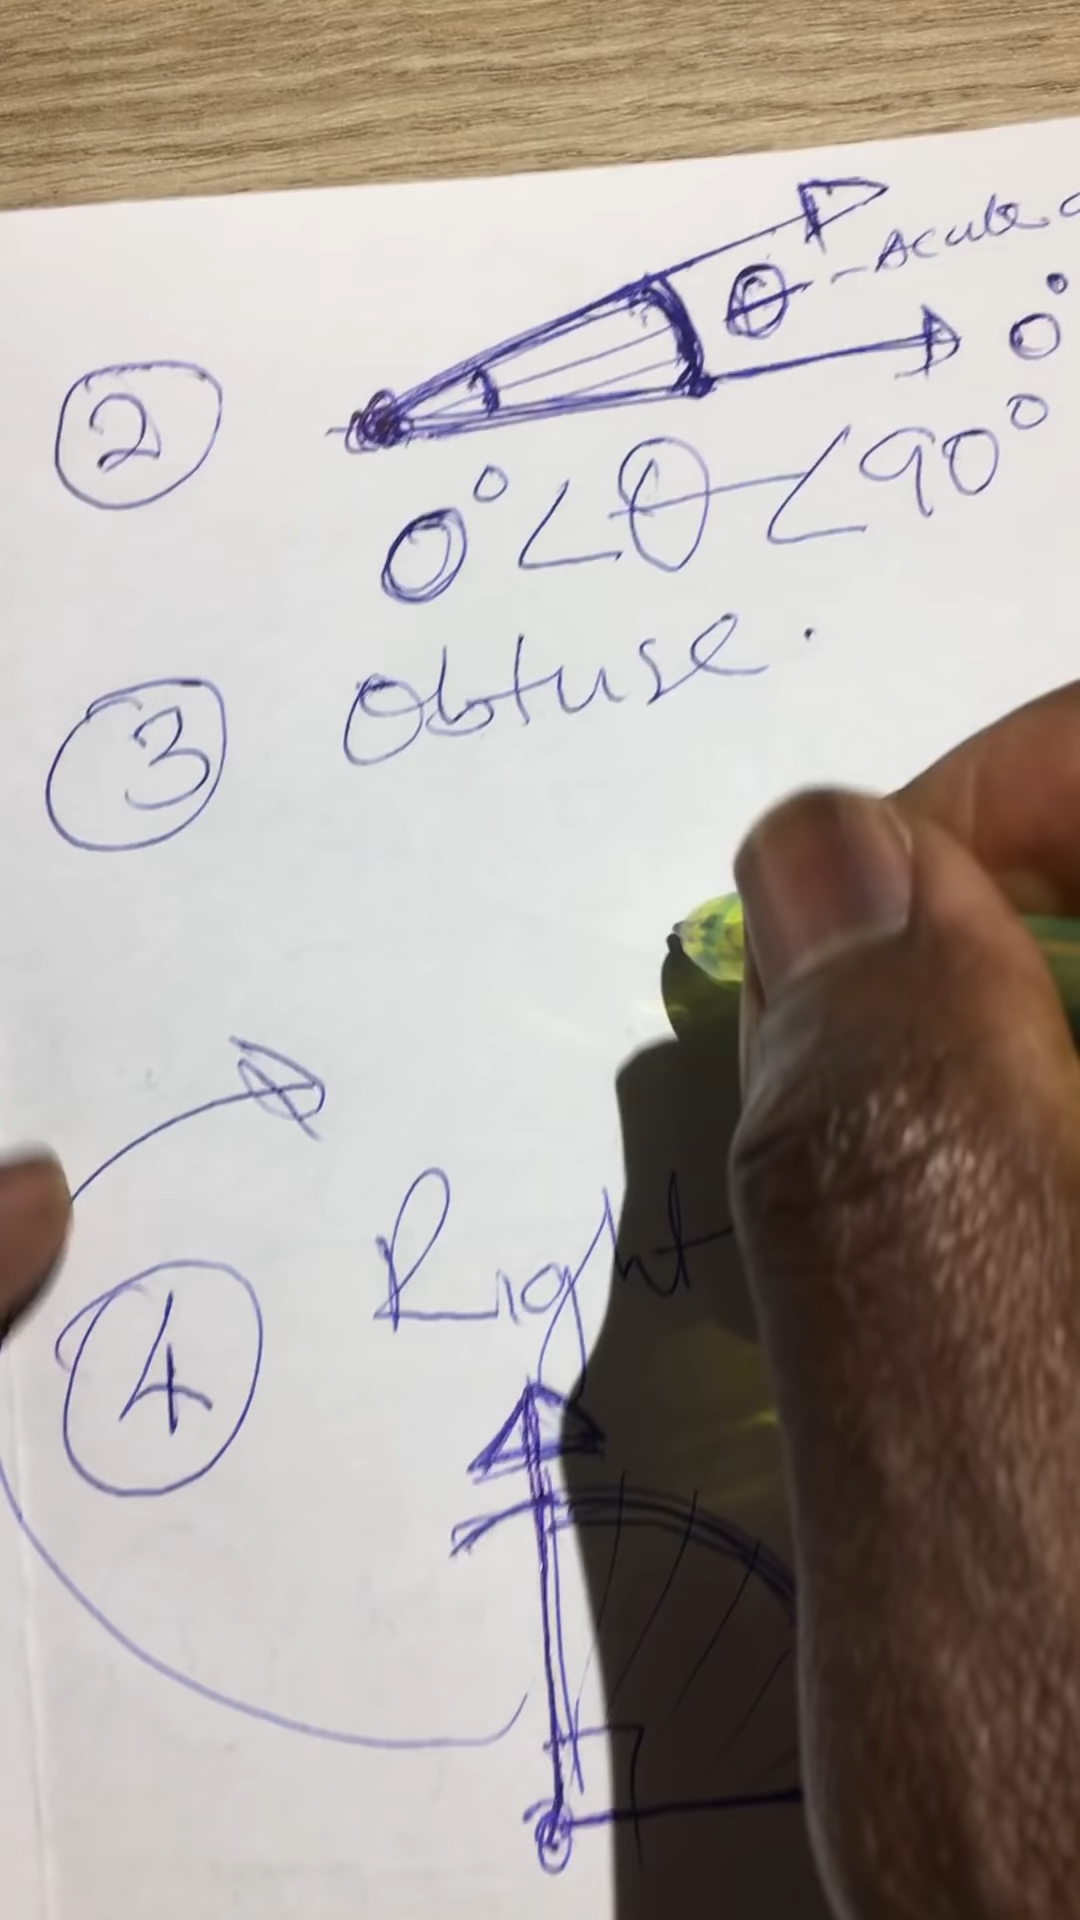 θ - Acute
0°
②
0° < θ < 90°
③ Obtuse.
Right
④